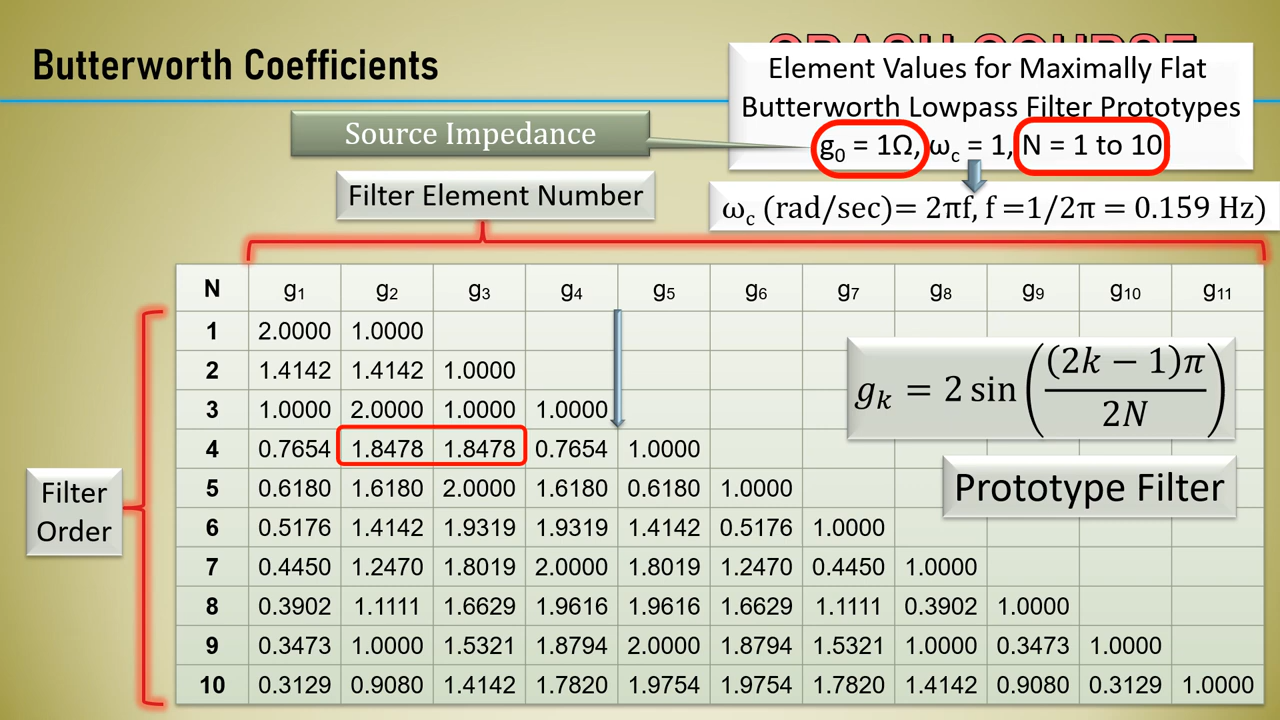 Butterworth Coefficients
Element Values for Maximally Flat
Butterworth Lowpass Filter Prototypes
g₀ = 1Ω, ω꜀ = 1, N = 1 to 10
Source Impedance
Filter Element Number
ω꜀ (rad/sec)= 2πf, f =1/2π = 0.159 Hz)
N g₁ g₂ g₃ g₄ g₅ g₆ g₇ g₈ g₉ g₁₀ g₁₁
1 2.0000 1.0000
2 1.4142 1.4142 1.0000
3 1.0000 2.0000 1.0000 1.0000
4 0.7654 1.8478 1.8478 0.7654 1.0000
5 0.6180 1.6180 2.0000 1.6180 0.6180 1.0000
6 0.5176 1.4142 1.9319 1.9319 1.4142 0.5176 1.0000
7 0.4450 1.2470 1.8019 2.0000 1.8019 1.2470 0.4450 1.0000
8 0.3902 1.1111 1.6629 1.9616 1.9616 1.6629 1.1111 0.3902 1.0000
9 0.3473 1.0000 1.5321 1.8794 2.0000 1.8794 1.5321 1.0000 0.3473 1.0000
10 0.3129 0.9080 1.4142 1.7820 1.9754 1.9754 1.7820 1.4142 0.9080 0.3129 1.0000
gₖ = 2 sin((2k − 1)π / 2N)
Prototype Filter
Filter
Order